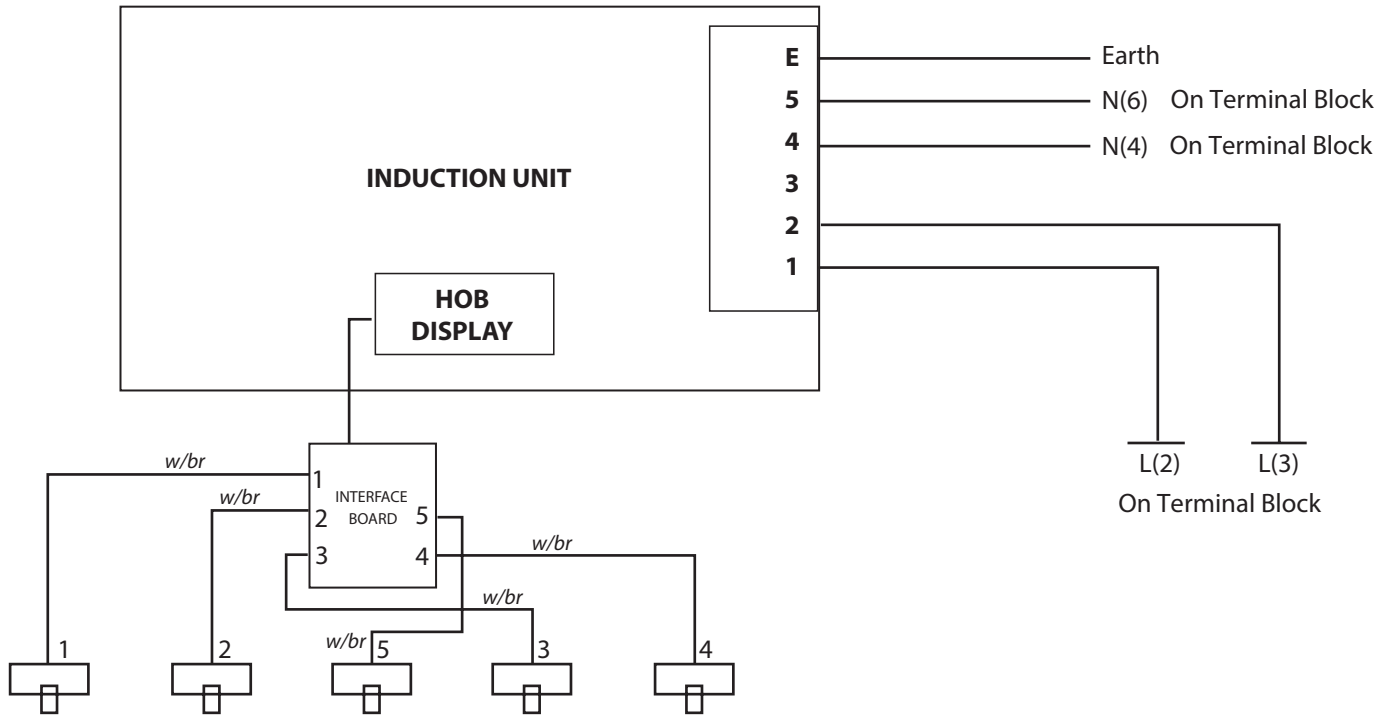 E
Earth
5
N(6) On Terminal Block
4
N(4) On Terminal Block
INDUCTION UNIT
3
2
1
HOB
DISPLAY
L(2)
L(3)
On Terminal Block
w/br
1
w/br
INTERFACE
BOARD
2
5
3
4
w/br
w/br
w/br
1
2
5
3
4